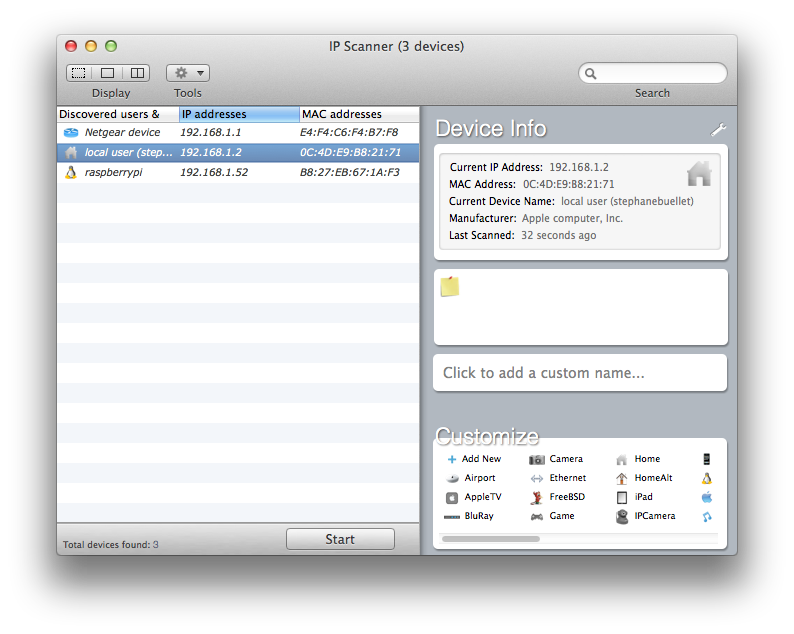 IP Scanner (3 devices)
Display
Tools
Search
Discovered users & IP addresses MAC addresses
Netgear device 192.168.1.1 E4:F4:C6:F4:B7:F8
local user (step... 192.168.1.2 0C:4D:E9:B8:21:71
raspberrypi 192.168.1.52 B8:27:EB:67:1A:F3
Total devices found: 3
Start
Device Info
Current IP Address: 192.168.1.2
MAC Address: 0C:4D:E9:B8:21:71
Current Device Name: local user (stephanebuellet)
Manufacturer: Apple computer, Inc.
Last Scanned: 32 seconds ago
Click to add a custom name...
Customize
Add New Camera Home
Airport Ethernet HomeAlt
AppleTV FreeBSD iPad
BluRay Game IPCamera